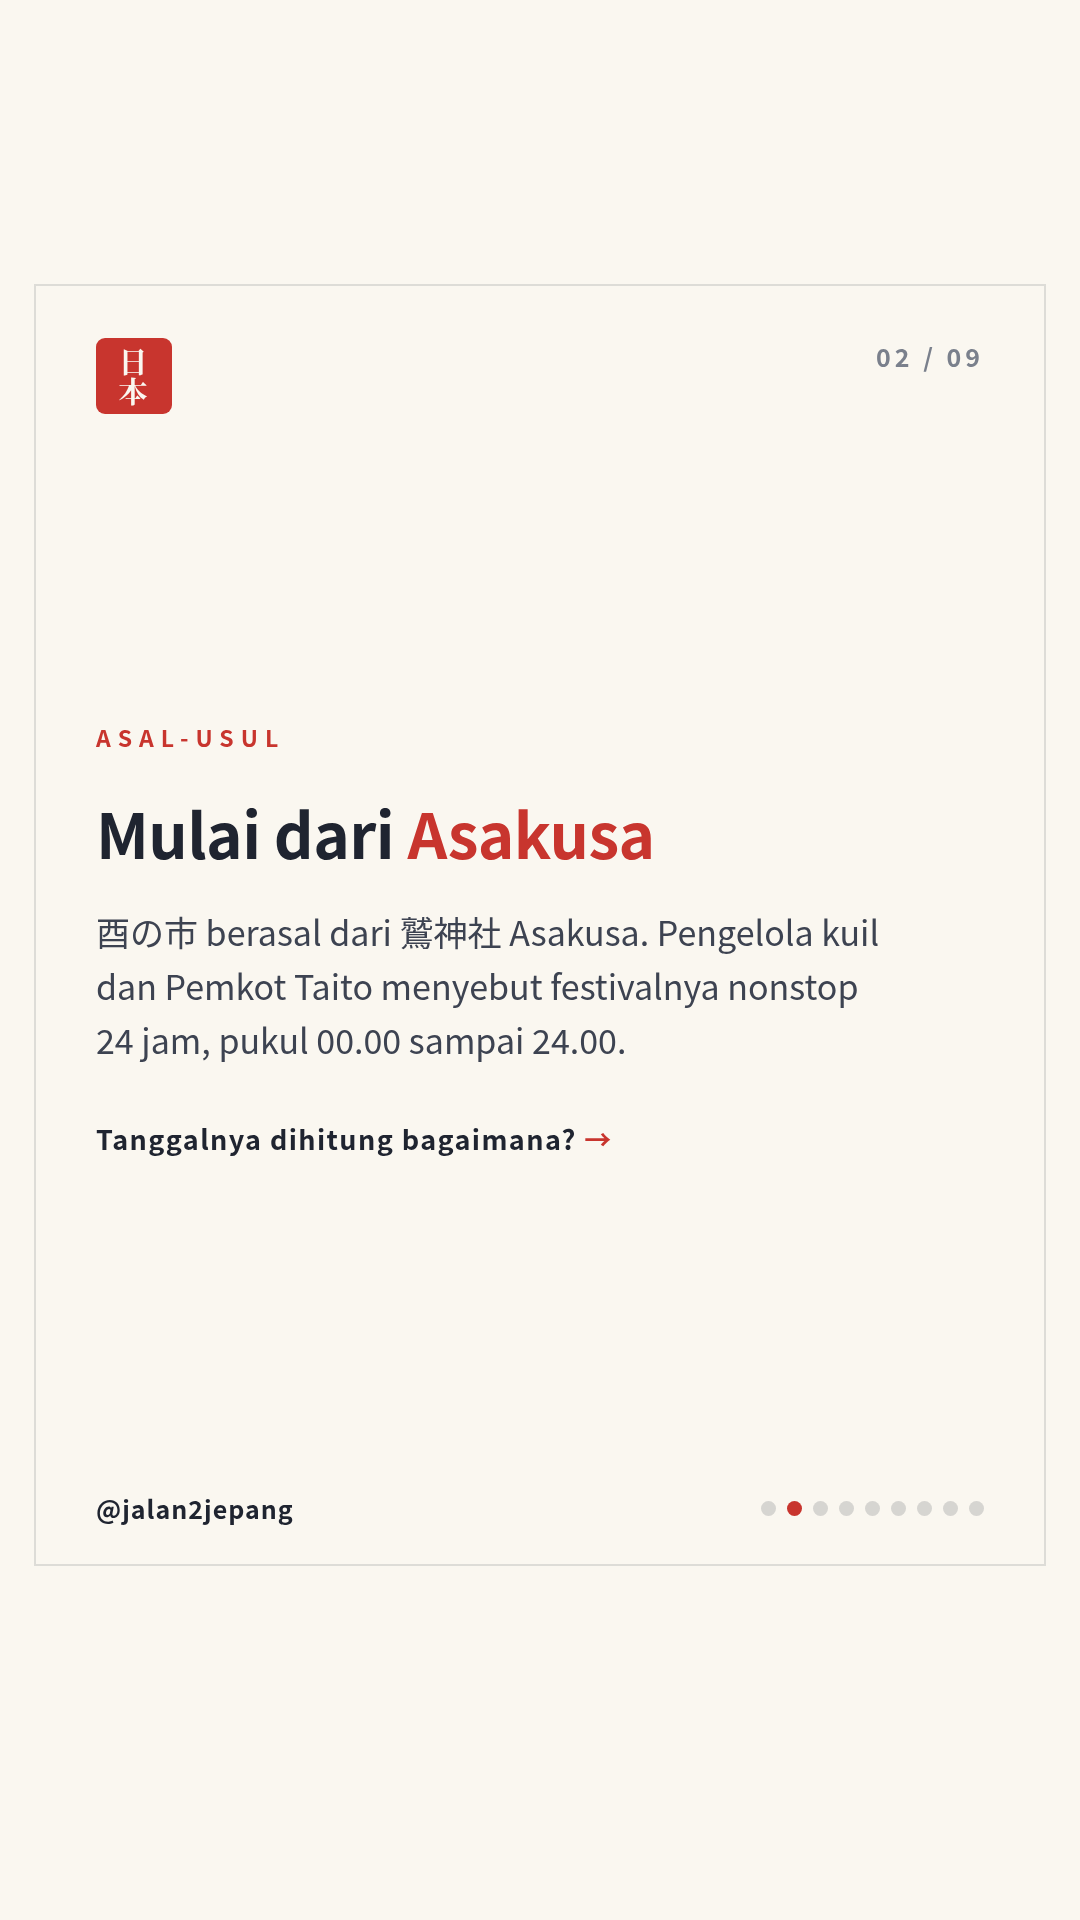 日本
02 / 09
ASAL-USUL
Mulai dari Asakusa
酉の市 berasal dari 鷲神社 Asakusa. Pengelola kuil
dan Pemkot Taito menyebut festivalnya nonstop
24 jam, pukul 00.00 sampai 24.00.
Tanggalnya dihitung bagaimana? →
@jalan2jepang